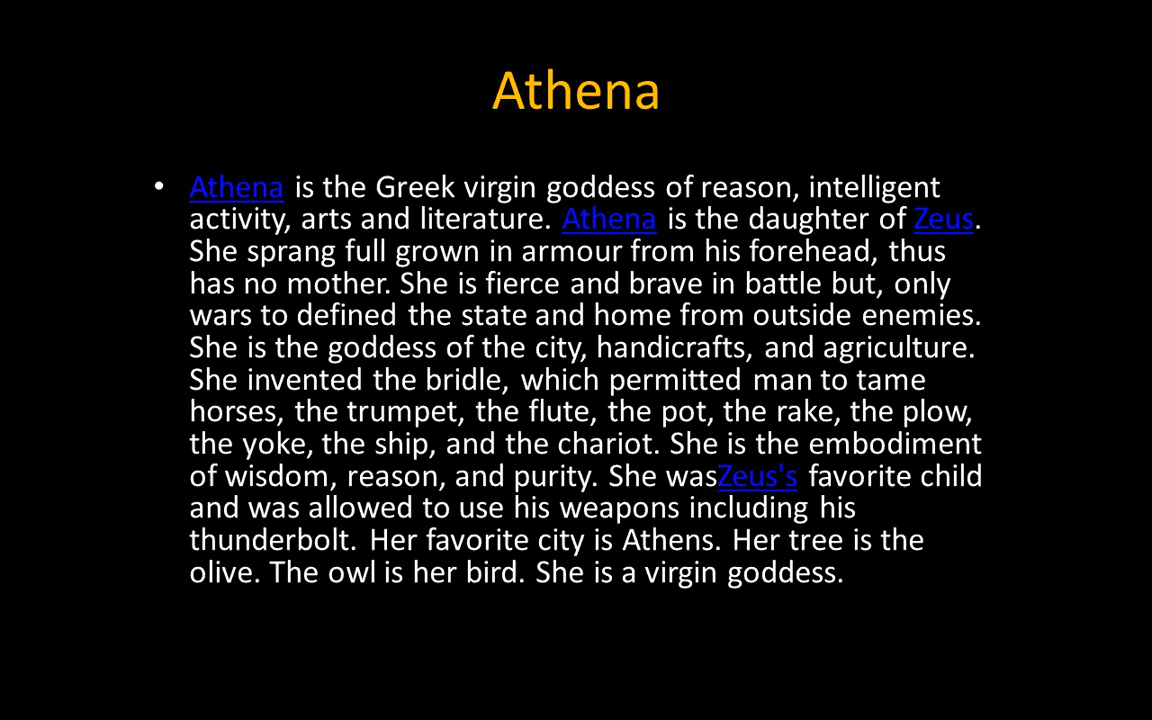 Athena
• Athena is the Greek virgin goddess of reason, intelligent
activity, arts and literature. Athena is the daughter of Zeus.
She sprang full grown in armour from his forehead, thus
has no mother. She is fierce and brave in battle but, only
wars to defined the state and home from outside enemies.
She is the goddess of the city, handicrafts, and agriculture.
She invented the bridle, which permitted man to tame
horses, the trumpet, the flute, the pot, the rake, the plow,
the yoke, the ship, and the chariot. She is the embodiment
of wisdom, reason, and purity. She wasZeus's favorite child
and was allowed to use his weapons including his
thunderbolt. Her favorite city is Athens. Her tree is the
olive. The owl is her bird. She is a virgin goddess.